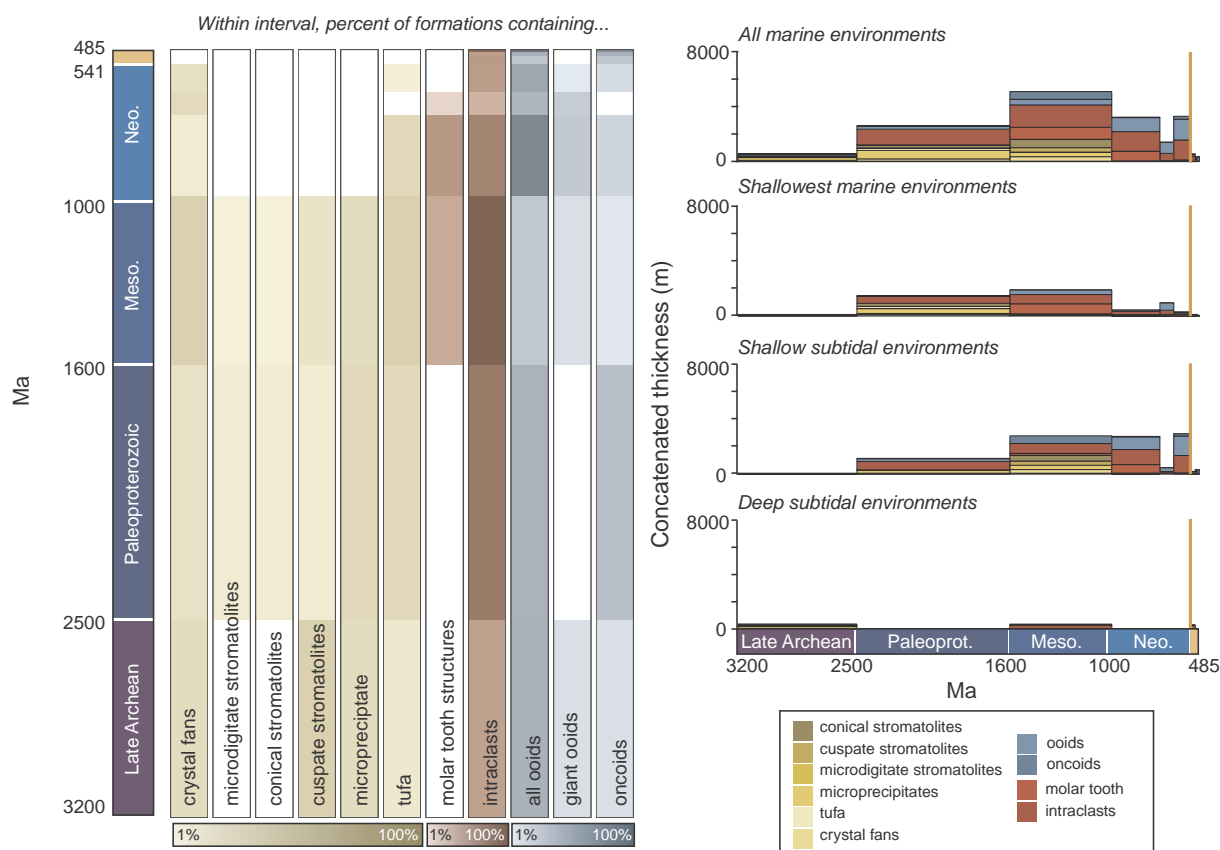 Within interval, percent of formations containing...
485
541
1000
1600
2500
3200
Ma
Neo.
Meso.
Paleoproterozoic
Late Archean
crystal fans
microdigitate stromatolites
conical stromatolites
cuspate stromatolites
micropreciptate
tufa
molar tooth structures
intraclasts
all ooids
giant ooids
oncoids
1% 100% 1% 100% 1% 100%
All marine environments
8000
0
Shallowest marine environments
8000
0
Shallow subtidal environments
8000
0
Deep subtidal environments
8000
0
Concatenated thickness (m)
Late Archean Paleoprot. Meso. Neo.
3200 2500 1600 1000 485
Ma
conical stromatolites
cuspate stromatolites
microdigitate stromatolites
microprecipitates
tufa
crystal fans
ooids
oncoids
molar tooth
intraclasts